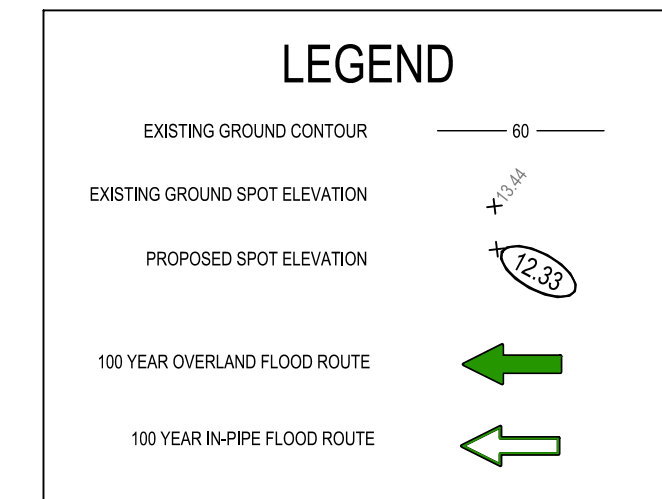 LEGEND
EXISTING GROUND CONTOUR 60
EXISTING GROUND SPOT ELEVATION 13.44
PROPOSED SPOT ELEVATION 12.33
100 YEAR OVERLAND FLOOD ROUTE
100 YEAR IN-PIPE FLOOD ROUTE